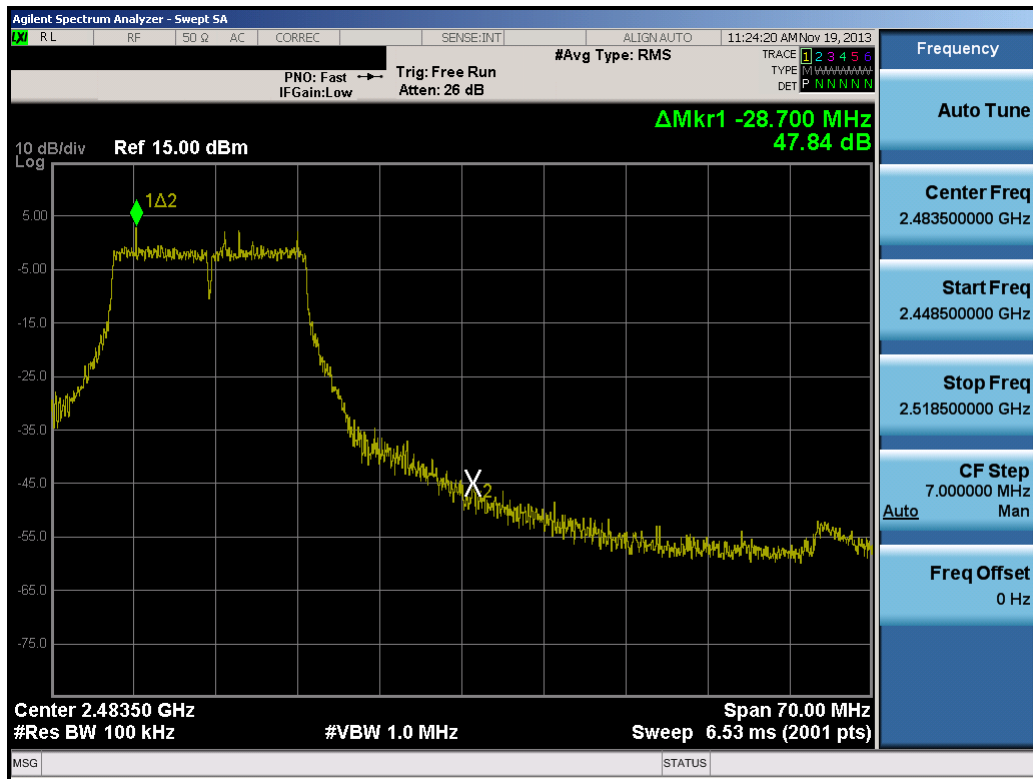 Agilent Spectrum Analyzer - Swept SA
LXI RL RF 50 Ω AC CORREC SENSE:INT ALIGN AUTO 11:24:20 AM Nov 19, 2013
#Avg Type: RMS
TRACE 1 2 3 4 5 6
TYPE M W W W W W
DET P N N N N N
PNO: Fast Trig: Free Run
IFGain:Low Atten: 26 dB
ΔMkr1 -28.700 MHz
47.84 dB
10 dB/div Ref 15.00 dBm
Log
1Δ2
5.00
-5.00
-15.0
-25.0
-35.0
-45.0
X2
-55.0
-65.0
-75.0
Center 2.48350 GHz Span 70.00 MHz
#Res BW 100 kHz #VBW 1.0 MHz Sweep 6.53 ms (2001 pts)
MSG STATUS
Frequency
Auto Tune
Center Freq
2.483500000 GHz
Start Freq
2.448500000 GHz
Stop Freq
2.518500000 GHz
CF Step
7.000000 MHz
Auto Man
Freq Offset
0 Hz